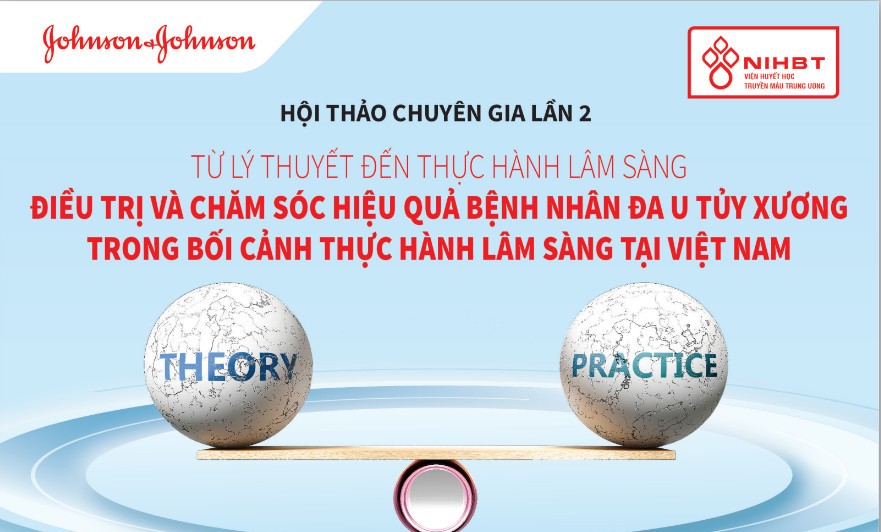 Johnson&Johnson
NIHBT
VIỆN HUYẾT HỌC
TRUYỀN MÁU TRUNG ƯƠNG
HỘI THẢO CHUYÊN GIA LẦN 2
TỪ LÝ THUYẾT ĐẾN THỰC HÀNH LÂM SÀNG
ĐIỀU TRỊ VÀ CHĂM SÓC HIỆU QUẢ BỆNH NHÂN ĐA U TỦY XƯƠNG
TRONG BỐI CẢNH THỰC HÀNH LÂM SÀNG TẠI VIỆT NAM
THEORY
PRACTICE